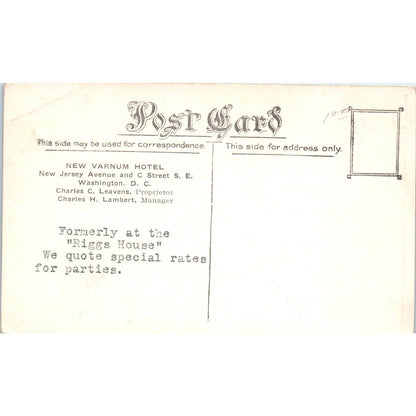 Post Card
This side may be used for correspondence.
This side for address only.
NEW VARNUM HOTEL
New Jersey Avenue and C Street S. E.
Washington, D. C.
Charles C. Leavens, Proprietor
Charles H. Lambert, Manager
Formerly at the
"Riggs House"
We quote special rates
for parties.